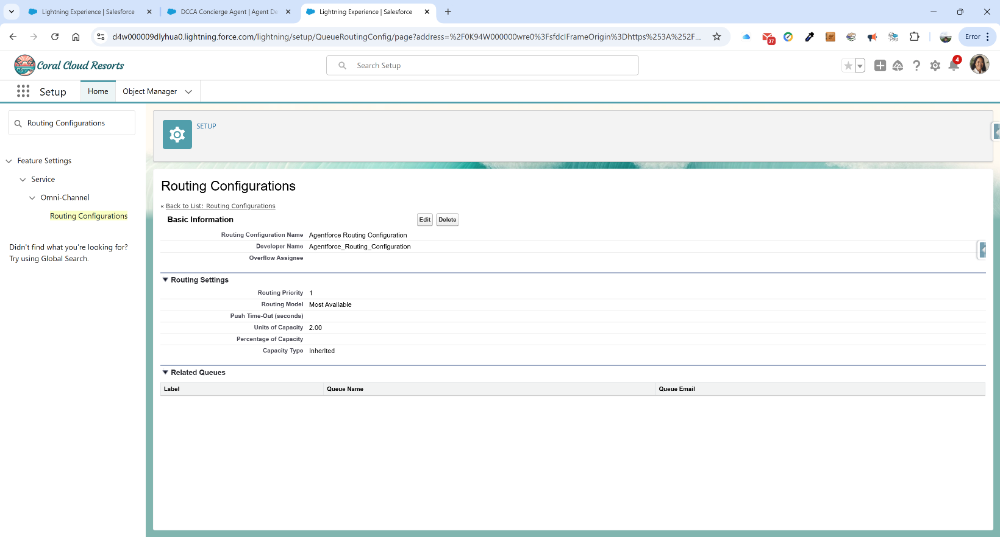 Lightning Experience | Salesforce
DCCA Concierge Agent | Agent De
Lightning Experience | Salesforce
d4w000009dlyhua0.lightning.force.com/lightning/setup/QueueRoutingConfig/page?address=%2F0K94W000000wre0%3FsfdcIFrameOrigin%3Dhttps%253A%252F...
37
Error
Coral Cloud Resorts
Search Setup
4
Setup
Home
Object Manager
Routing Configurations
Feature Settings
Service
Omni-Channel
Routing Configurations
Didn't find what you're looking for?
Try using Global Search.
SETUP
Routing Configurations
« Back to List: Routing Configurations
Basic Information
Edit
Delete
Routing Configuration Name Agentforce Routing Configuration
Developer Name Agentforce_Routing_Configuration
Overflow Assignee
Routing Settings
Routing Priority 1
Routing Model Most Available
Push Time-Out (seconds)
Units of Capacity 2.00
Percentage of Capacity
Capacity Type Inherited
Related Queues
Label Queue Name Queue Email